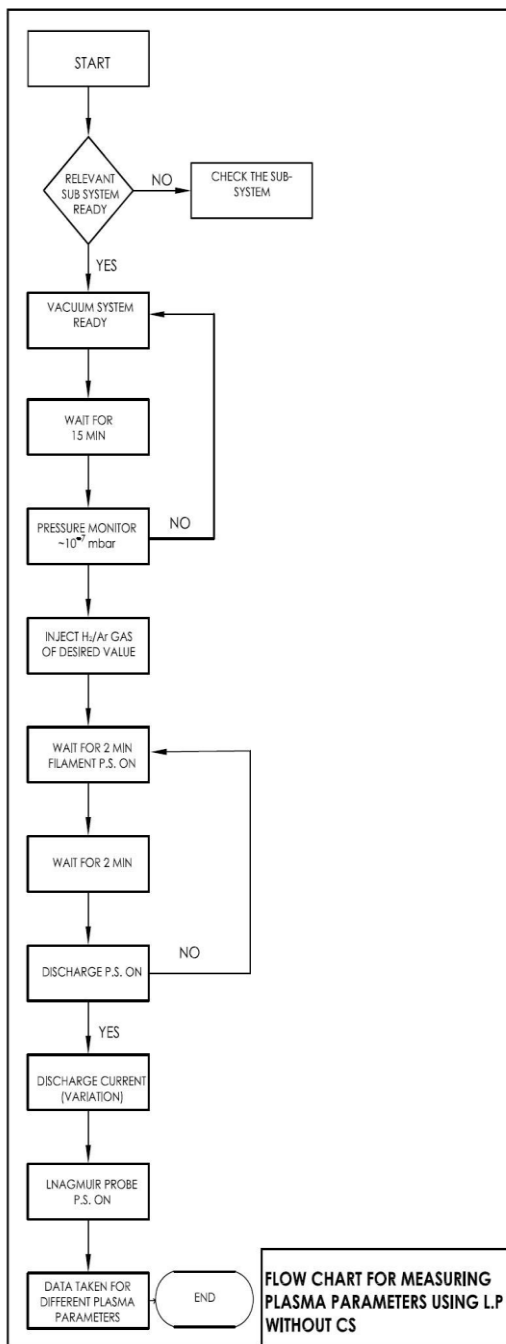 START
RELEVANT
SUB SYSTEM
READY
NO
CHECK THE SUB-
SYSTEM
YES
VACUUM SYSTEM
READY
WAIT FOR
15 MIN
PRESSURE MONITOR
~10⁻⁷ mbar
NO
INJECT H₂/Ar GAS
OF DESIRED VALUE
WAIT FOR 2 MIN
FILAMENT P.S. ON
WAIT FOR 2 MIN
DISCHARGE P.S. ON
NO
YES
DISCHARGE CURRENT
(VARIATION)
LNAGMUIR PROBE
P.S. ON
DATA TAKEN FOR
DIFFERENT PLASMA
PARAMETERS
END
FLOW CHART FOR MEASURING
PLASMA PARAMETERS USING L.P
WITHOUT CS